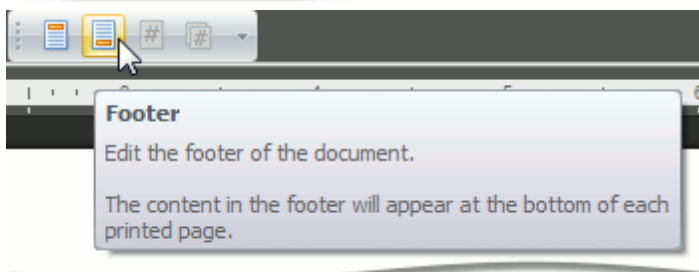 # #
Footer
Edit the footer of the document.
The content in the footer will appear at the bottom of each
printed page.